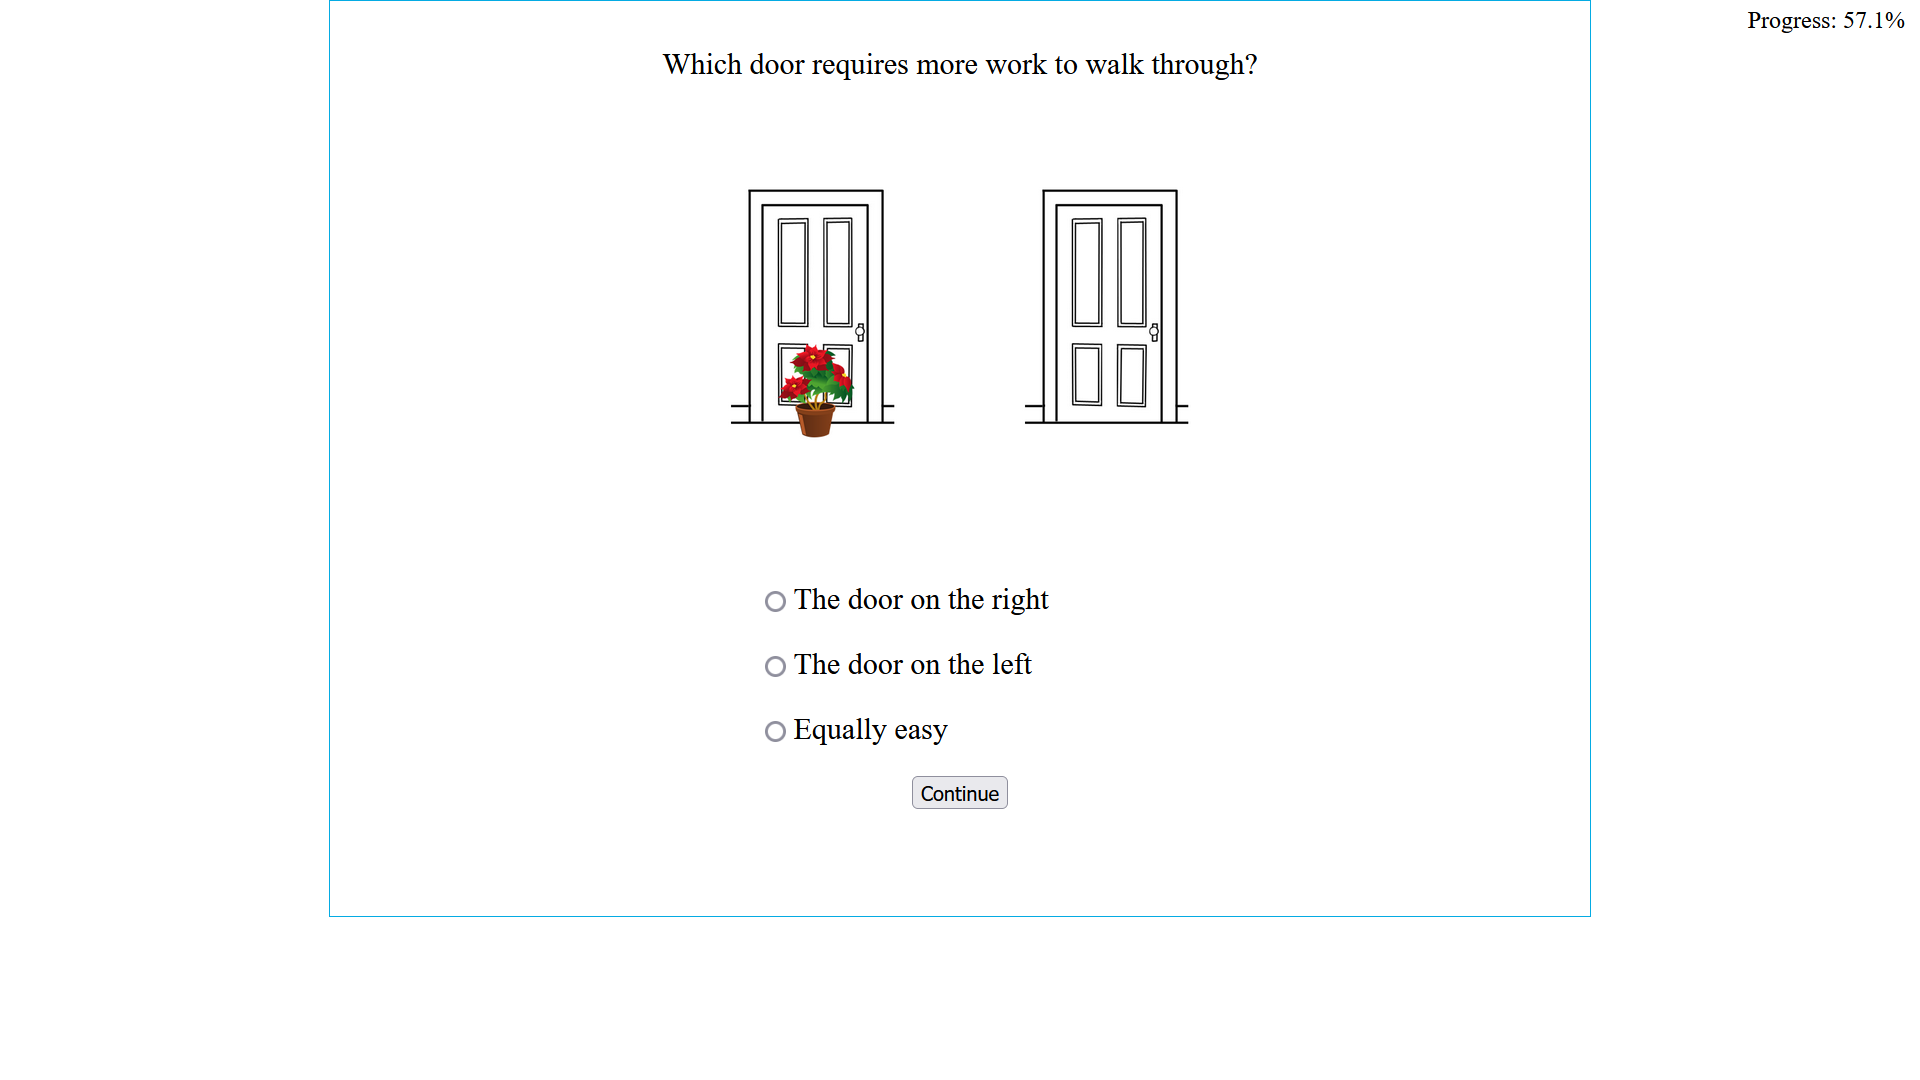 Progress: 57.1%
Which door requires more work to walk through?
The door on the right
The door on the left
Equally easy
Continue